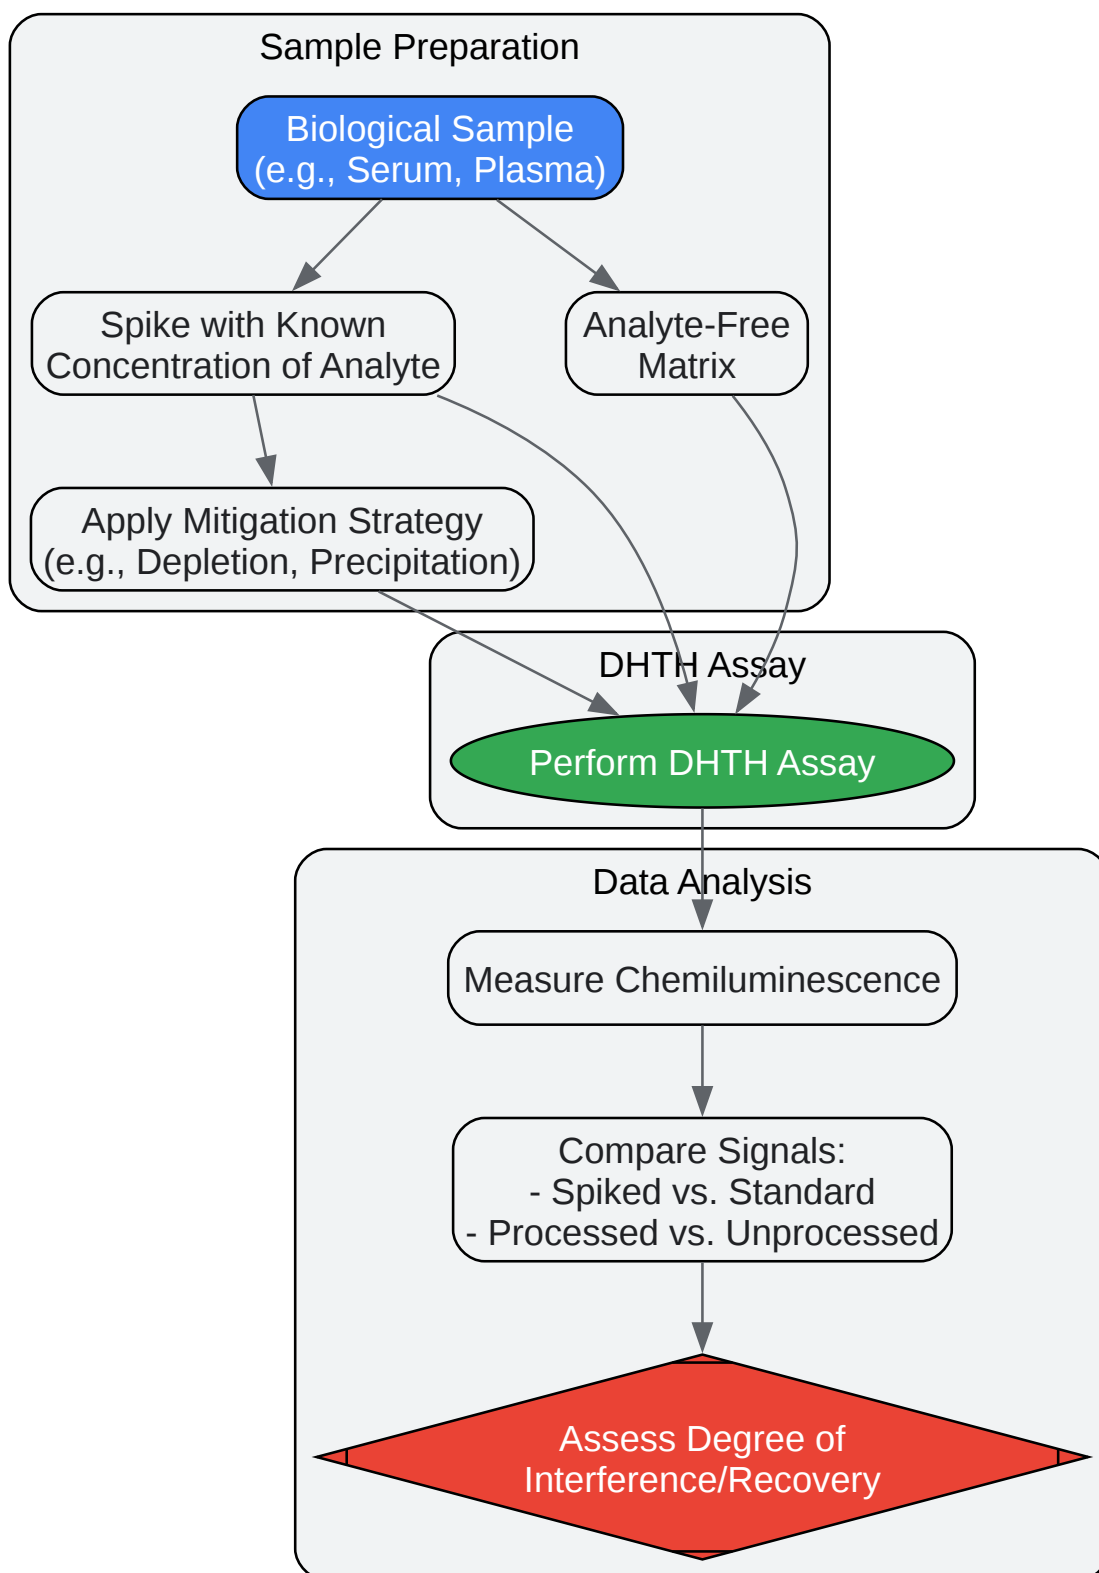 Sample Preparation
Biological Sample
(e.g., Serum, Plasma)
Spike with Known
Concentration of Analyte
Analyte-Free
Matrix
Apply Mitigation Strategy
(e.g., Depletion, Precipitation)
DHTH Assay
Perform DHTH Assay
Data Analysis
Measure Chemiluminescence
Compare Signals:
- Spiked vs. Standard
- Processed vs. Unprocessed
Assess Degree of
Interference/Recovery